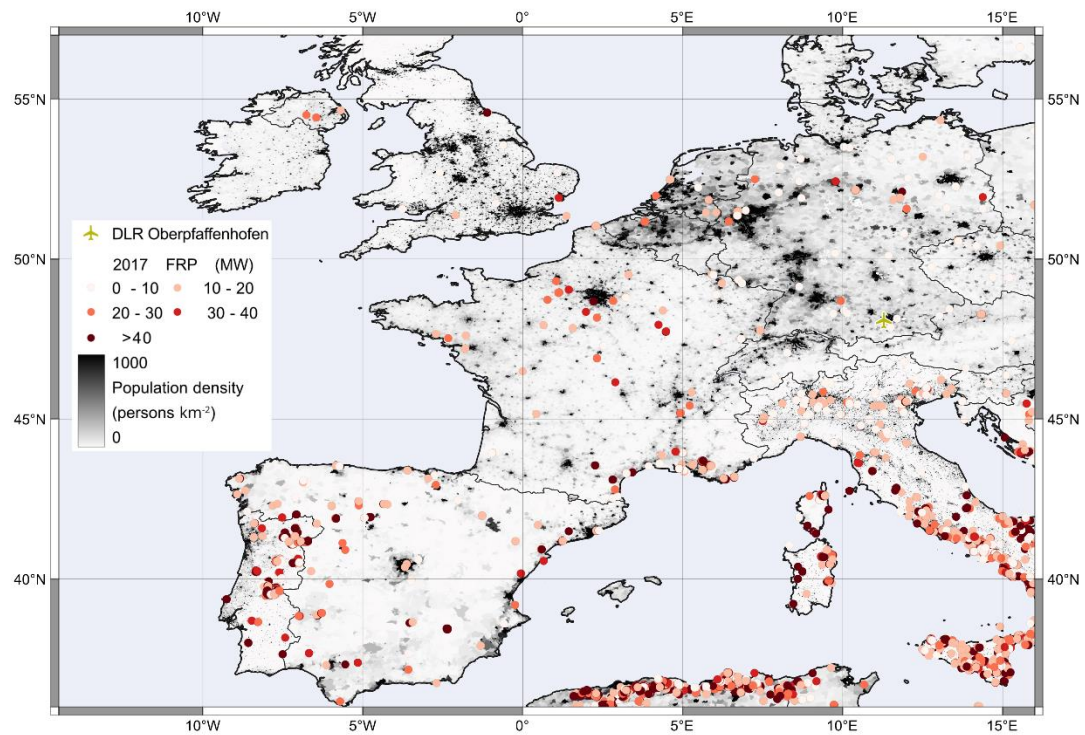 10°W 5°W 0° 5°E 10°E 15°E
55°N 55°N
50°N 50°N
45°N 45°N
40°N 40°N
DLR Oberpfaffenhofen
2017 FRP (MW)
0 - 10 10 - 20
20 - 30 30 - 40
>40
1000
Population density
(persons km-2)
0
10°W 5°W 0° 5°E 10°E 15°E